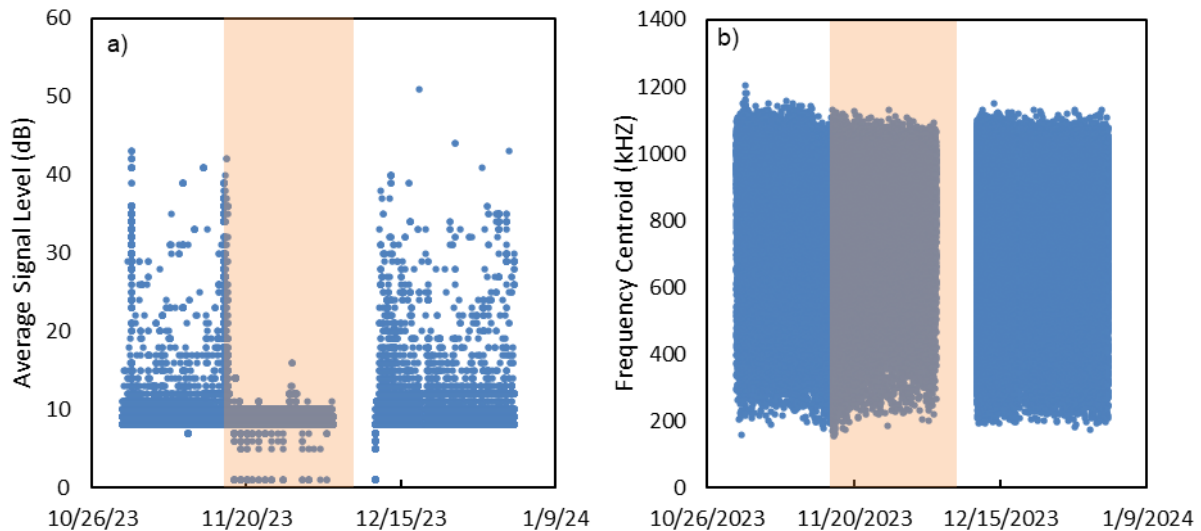 a)
Average Signal Level (dB)
60
50
40
30
20
10
0
10/26/23 11/20/23 12/15/23 1/9/24
b)
Frequency Centroid (kHZ)
1400
1200
1000
800
600
400
200
0
10/26/2023 11/20/2023 12/15/2023 1/9/2024